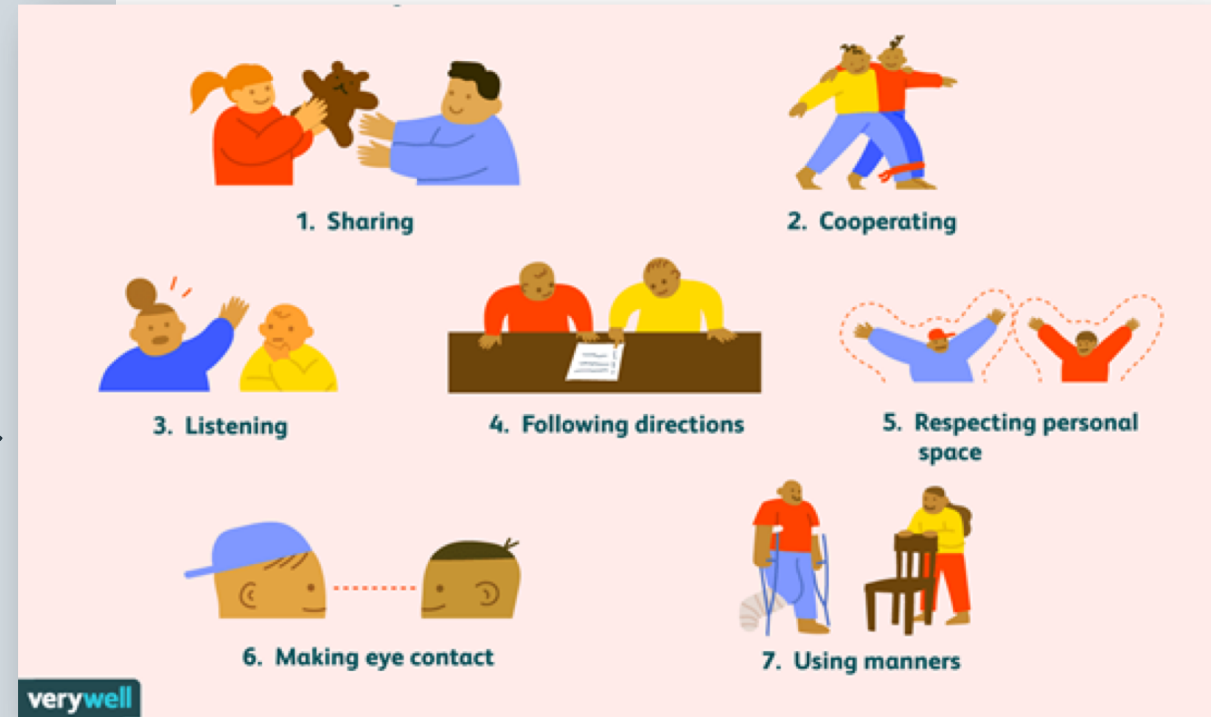 1. Sharing
2. Cooperating
3. Listening
4. Following directions
5. Respecting personal
space
6. Making eye contact
7. Using manners
verywell